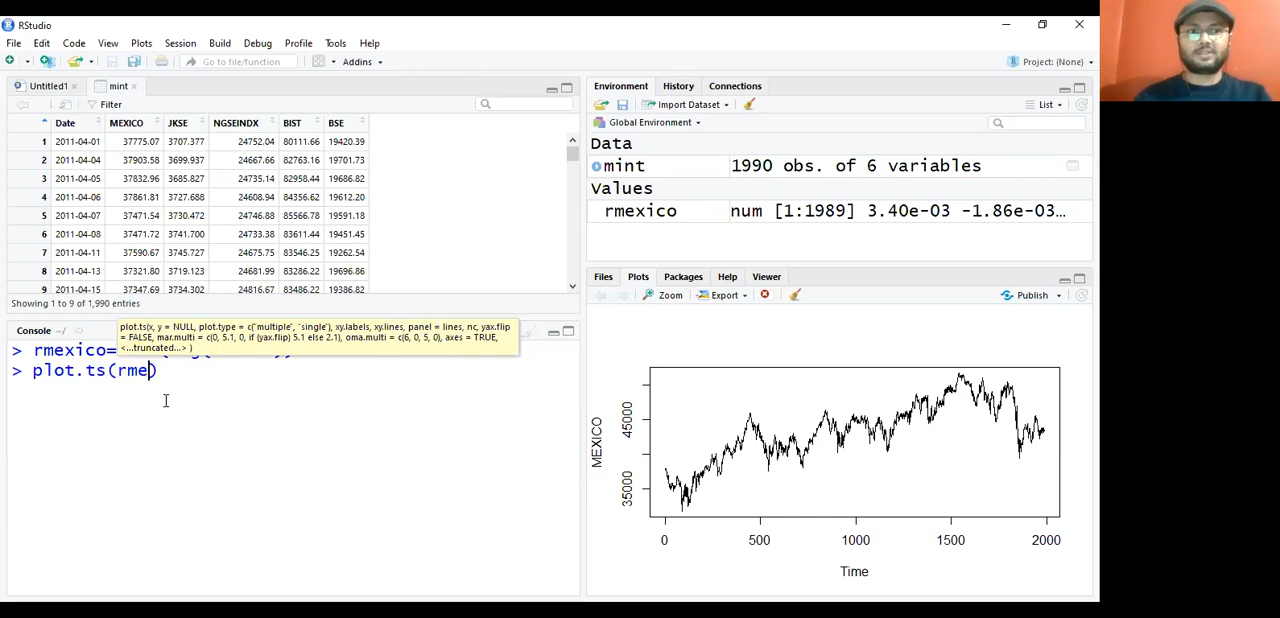 RStudio
File Edit Code View Plots Session Build Debug Profile Tools Help
Go to file/function Addins Project: (None)
Untitled1 mint
Filter
Date MEXICO JKSE NGSEINDX BIST BSE
1 2011-04-01 37775.07 3707.377 24752.04 80111.66 19420.39
2 2011-04-04 37903.58 3699.937 24667.66 82763.16 19701.73
3 2011-04-05 37832.96 3685.827 24735.14 82958.44 19686.82
4 2011-04-06 37861.81 3727.688 24608.94 84356.62 19612.20
5 2011-04-07 37471.54 3730.472 24746.88 85566.78 19591.18
6 2011-04-08 37471.72 3741.700 24733.38 83611.44 19451.45
7 2011-04-11 37590.67 3745.727 24675.75 83546.25 19262.54
8 2011-04-13 37321.80 3719.123 24681.99 83286.22 19696.86
9 2011-04-15 37347.69 3734.302 24816.67 83486.22 19386.82
Showing 1 to 9 of 1,990 entries
Console ~/
plot.ts(x, y = NULL, plot.type = c("multiple", "single"), xy.labels, xy.lines, panel = lines, nc, yax.flip
= FALSE, mar.multi = c(0, 5.1, 0, if (yax.flip) 5.1 else 2.1), oma.multi = c(6, 0, 5, 0), axes = TRUE,
<...truncated...> )
> rmexico=
> plot.ts(rme)
Environment History Connections
Import Dataset List
Global Environment
Data
mint 1990 obs. of 6 variables
Values
rmexico num [1:1989] 3.40e-03 -1.86e-03…
Files Plots Packages Help Viewer
Zoom Export Publish
MEXICO
35000 45000
0 500 1000 1500 2000
Time